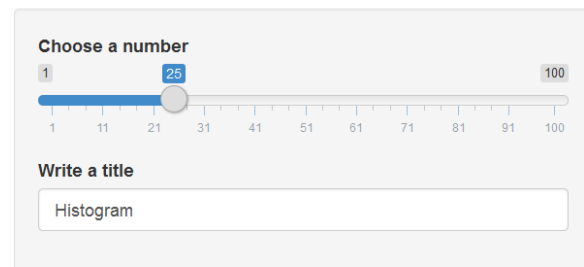 Choose a number
1 25 100
1 11 21 31 41 51 61 71 81 91 100
Write a title
Histogram